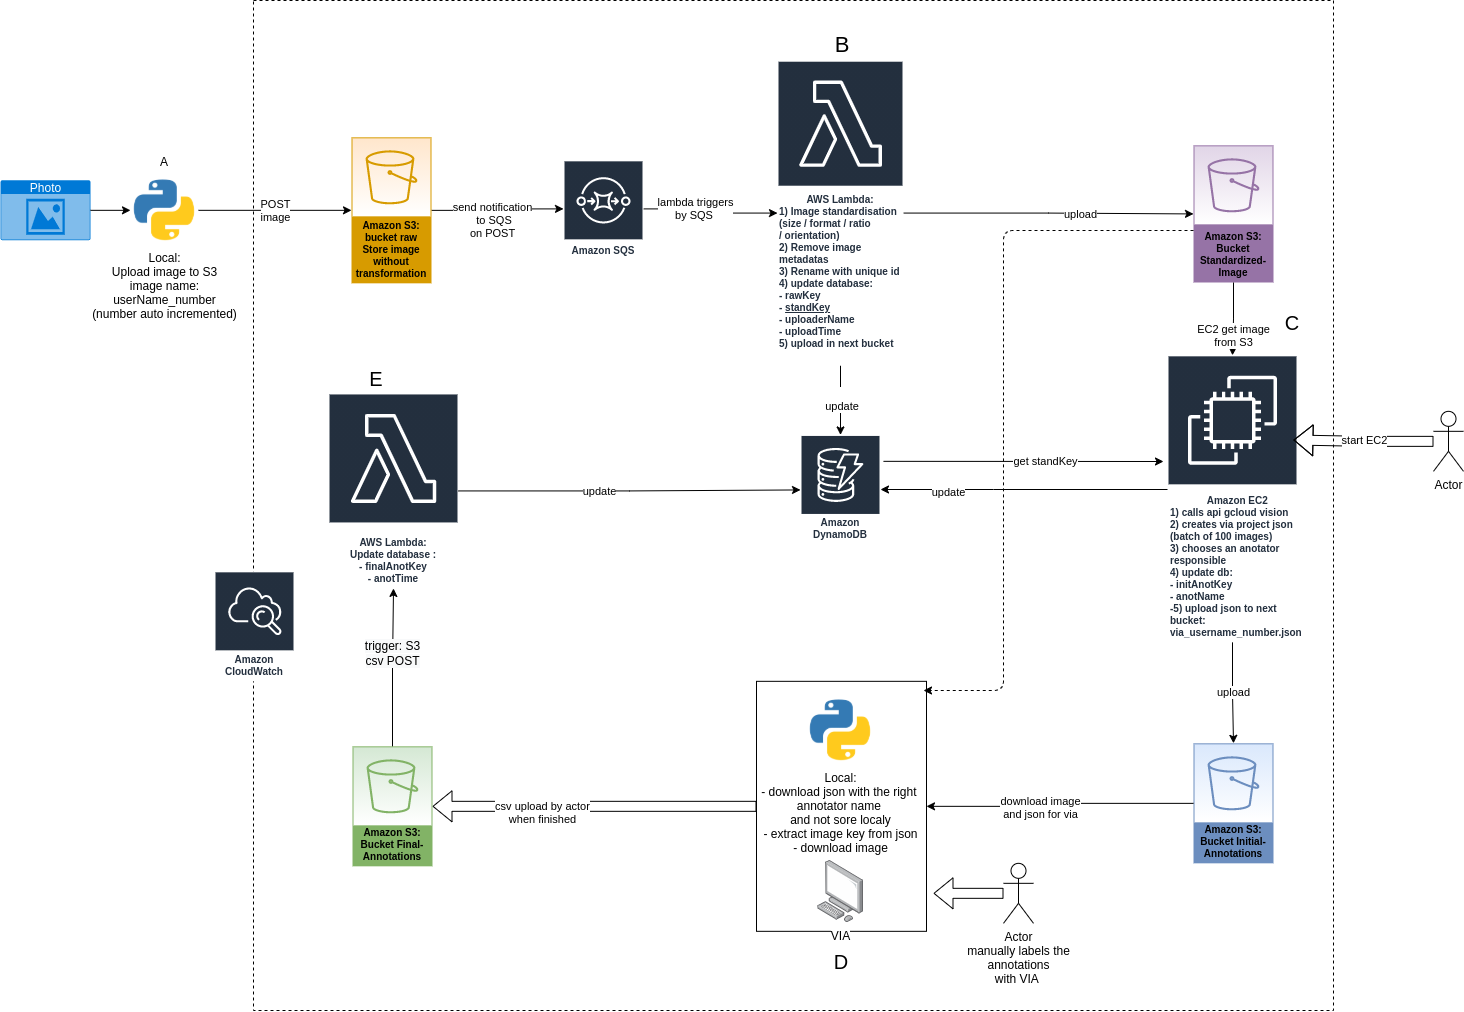 Photo
A
Local:
Upload image to S3
image name:
userName_number
(number auto incremented)
POST
image
Amazon S3:
bucket raw
Store image
without
transformation
send notification
to SQS
on POST
Amazon SQS
lambda triggers
by SQS
B
AWS Lambda:
1) Image standardisation
(size / format / ratio
/ orientation)
2) Remove image
metadatas
3) Rename with unique id
4) update database:
- rawKey
- standKey
- uploaderName
- uploadTime
5) upload in next bucket
upload
Amazon S3:
Bucket
Standardized-
Image
EC2 get image
from S3
C
update
Amazon
DynamoDB
get standKey
update
start EC2
Actor
Amazon EC2
1) calls api gcloud vision
2) creates via project json
(batch of 100 images)
3) chooses an anotator
responsible
4) update db:
- initAnotKey
- anotName
-5) upload json to next
bucket:
via_username_number.json
upload
Amazon S3:
Bucket Initial-
Annotations
download image
and json for via
Local:
- download json with the right
annotator name
and not sore localy
- extract image key from json
- download image
VIA
D
Actor
manually labels the
annotations
with VIA
csv upload by actor
when finished
Amazon S3:
Bucket Final-
Annotations
trigger: S3
csv POST
E
AWS Lambda:
Update database :
- finalAnotKey
- anotTime
update
Amazon
CloudWatch